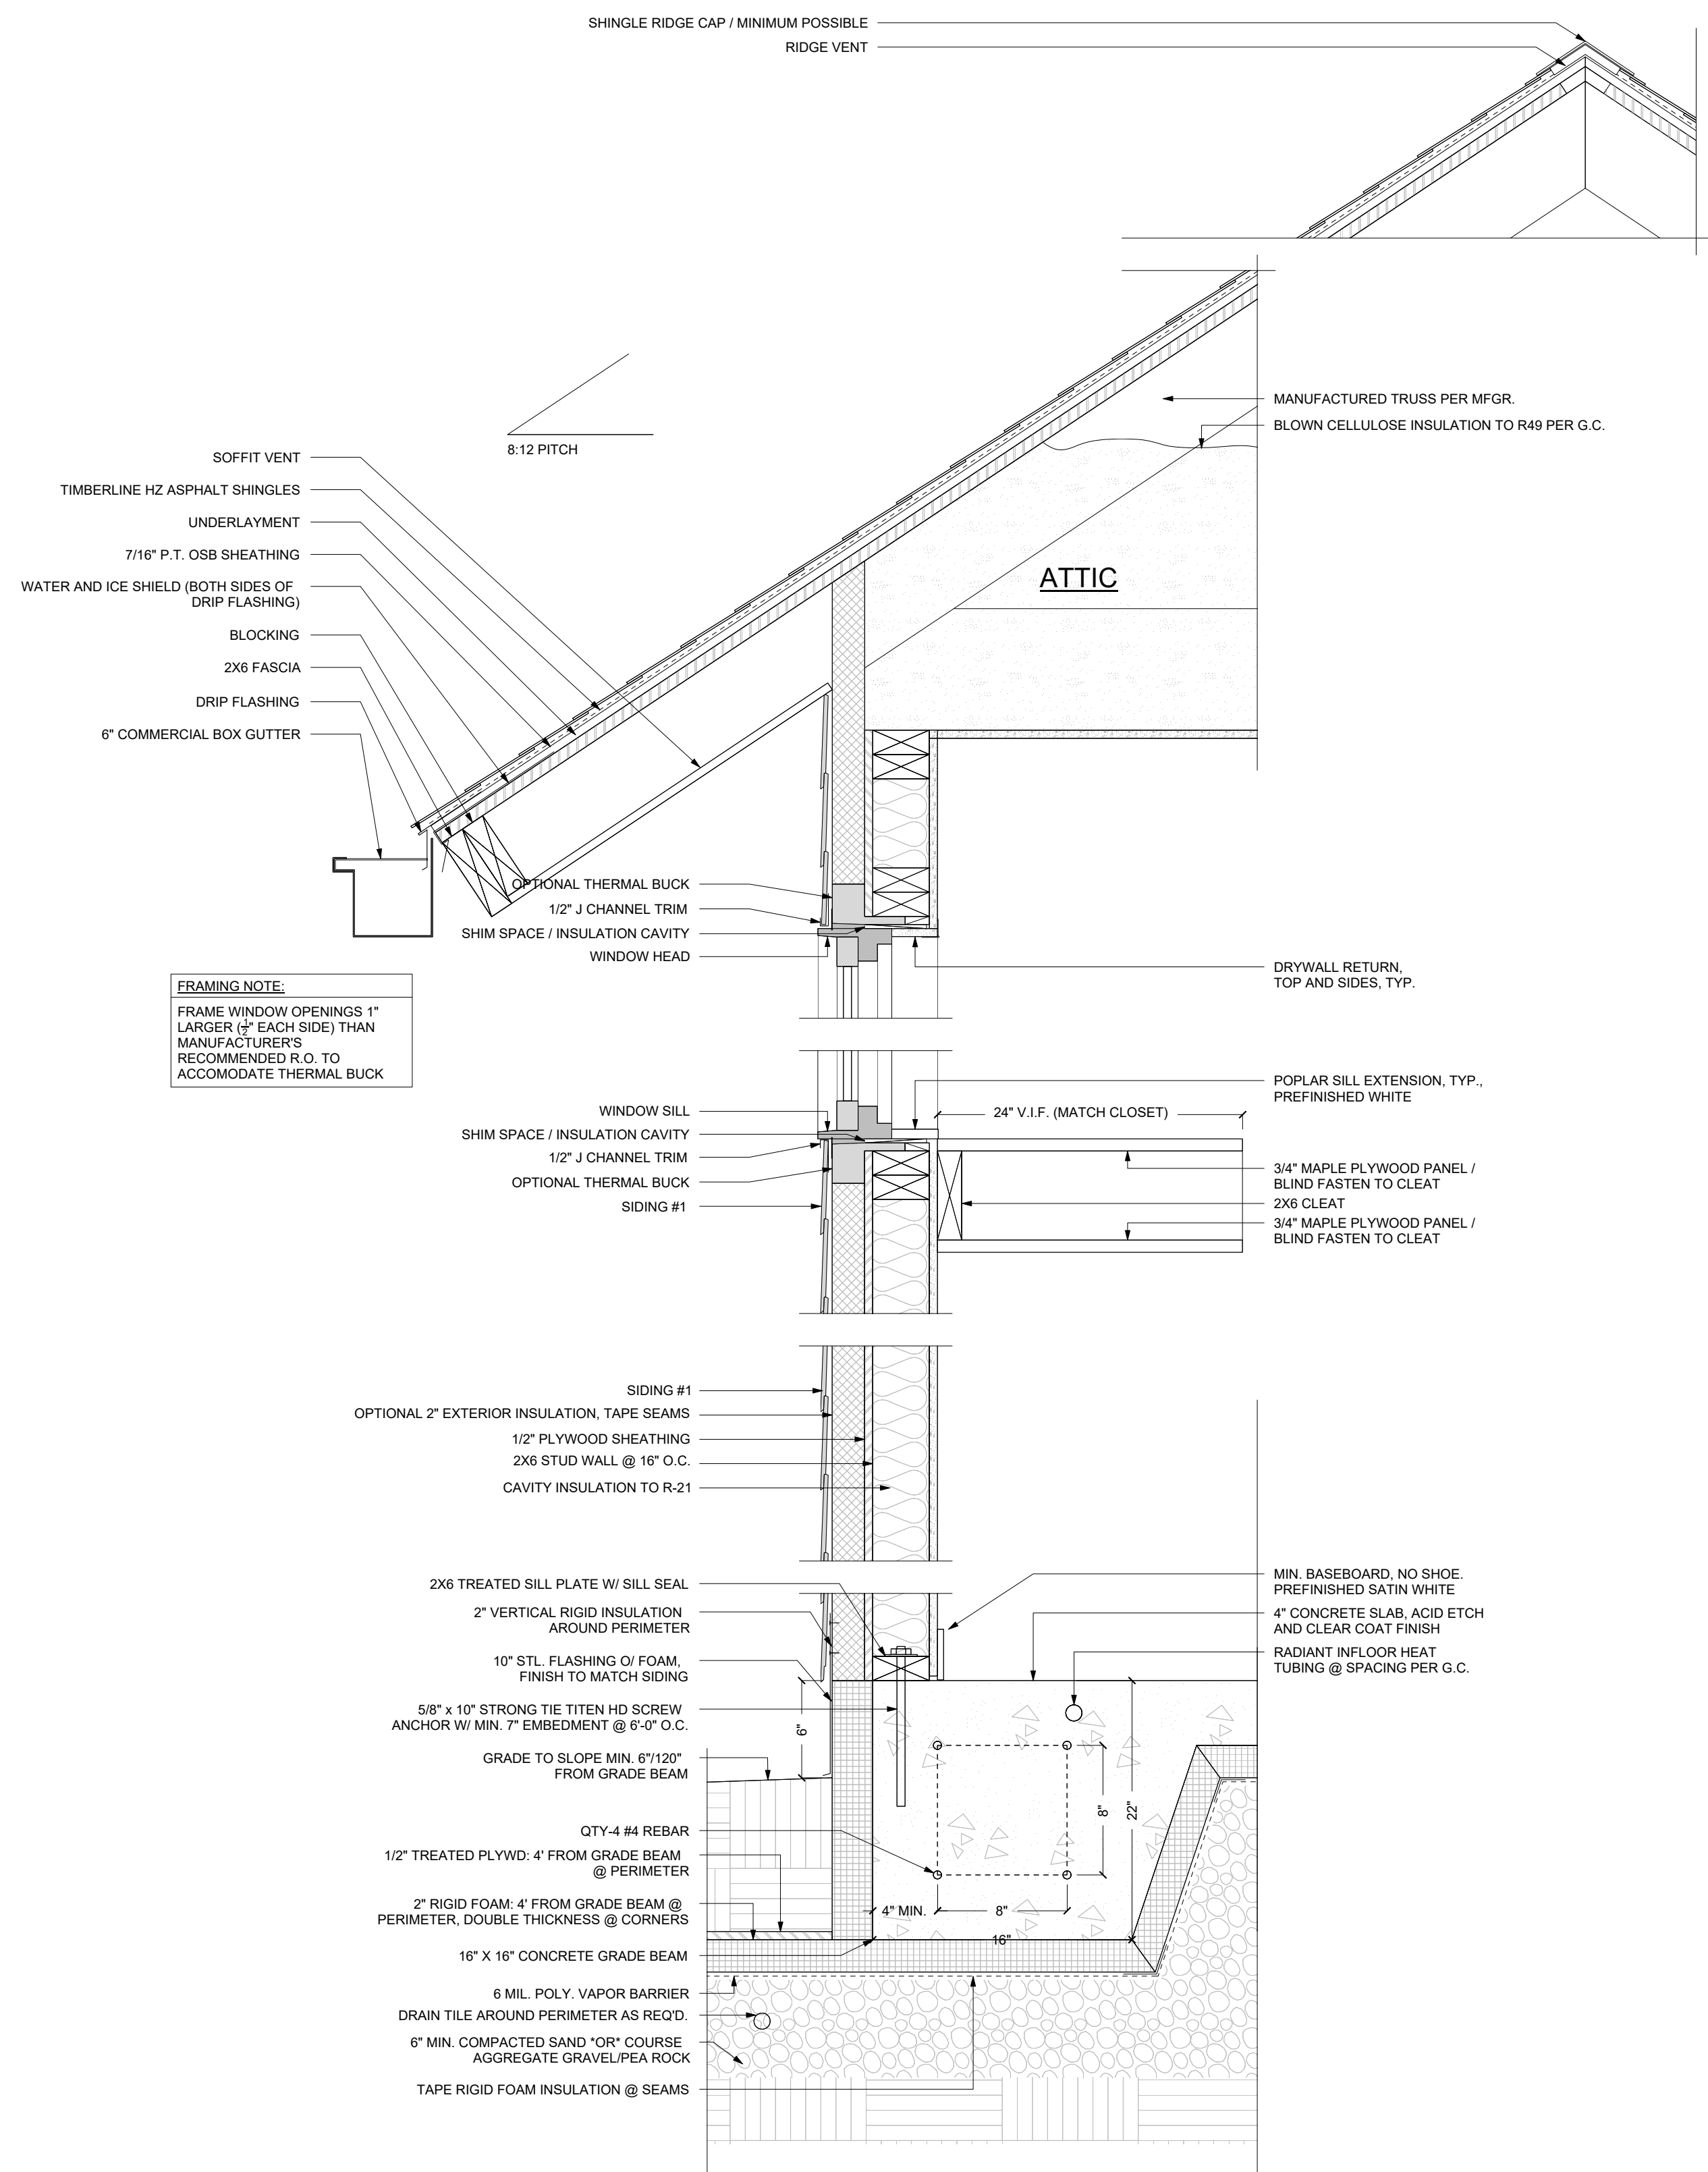 SHINGLE RIDGE CAP / MINIMUM POSSIBLE
RIDGE VENT
MANUFACTURED TRUSS PER MFGR.
BLOWN CELLULOSE INSULATION TO R49 PER G.C.
8:12 PITCH
SOFFIT VENT
TIMBERLINE HZ ASPHALT SHINGLES
UNDERLAYMENT
7/16" P.T. OSB SHEATHING
WATER AND ICE SHIELD (BOTH SIDES OF
DRIP FLASHING)
BLOCKING
2X6 FASCIA
DRIP FLASHING
6" COMMERCIAL BOX GUTTER
ATTIC
OPTIONAL THERMAL BUCK
1/2" J CHANNEL TRIM
SHIM SPACE / INSULATION CAVITY
WINDOW HEAD
DRYWALL RETURN,
TOP AND SIDES, TYP.
FRAMING NOTE:
FRAME WINDOW OPENINGS 1"
LARGER (1/2" EACH SIDE) THAN
MANUFACTURER'S
RECOMMENDED R.O. TO
ACCOMODATE THERMAL BUCK
POPLAR SILL EXTENSION, TYP.,
PREFINISHED WHITE
24" V.I.F. (MATCH CLOSET)
WINDOW SILL
SHIM SPACE / INSULATION CAVITY
1/2" J CHANNEL TRIM
OPTIONAL THERMAL BUCK
SIDING #1
3/4" MAPLE PLYWOOD PANEL /
BLIND FASTEN TO CLEAT
2X6 CLEAT
3/4" MAPLE PLYWOOD PANEL /
BLIND FASTEN TO CLEAT
SIDING #1
OPTIONAL 2" EXTERIOR INSULATION, TAPE SEAMS
1/2" PLYWOOD SHEATHING
2X6 STUD WALL @ 16" O.C.
CAVITY INSULATION TO R-21
2X6 TREATED SILL PLATE W/ SILL SEAL
2" VERTICAL RIGID INSULATION
AROUND PERIMETER
10" STL. FLASHING O/ FOAM,
FINISH TO MATCH SIDING
5/8" x 10" STRONG TIE TITEN HD SCREW
ANCHOR W/ MIN. 7" EMBEDMENT @ 6'-0" O.C.
GRADE TO SLOPE MIN. 6"/120"
FROM GRADE BEAM
QTY-4 #4 REBAR
1/2" TREATED PLYWD: 4' FROM GRADE BEAM
@ PERIMETER
2" RIGID FOAM: 4' FROM GRADE BEAM @
PERIMETER, DOUBLE THICKNESS @ CORNERS
16" X 16" CONCRETE GRADE BEAM
6 MIL. POLY. VAPOR BARRIER
DRAIN TILE AROUND PERIMETER AS REQ'D.
6" MIN. COMPACTED SAND *OR* COURSE
AGGREGATE GRAVEL/PEA ROCK
TAPE RIGID FOAM INSULATION @ SEAMS
MIN. BASEBOARD, NO SHOE.
PREFINISHED SATIN WHITE
4" CONCRETE SLAB, ACID ETCH
AND CLEAR COAT FINISH
RADIANT INFLOOR HEAT
TUBING @ SPACING PER G.C.
6"
8"
22"
4" MIN.
8"
16"